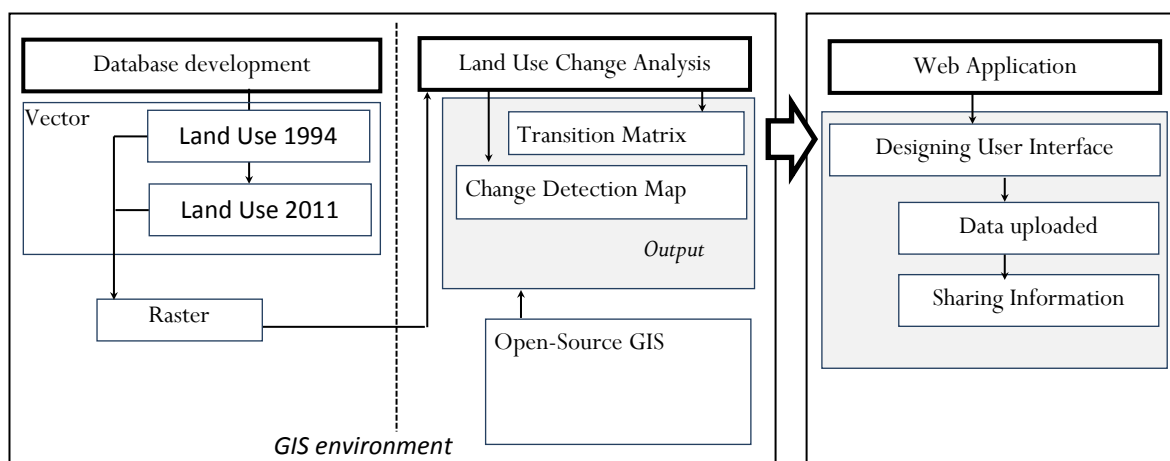 Database development
Vector
Land Use 1994
Land Use 2011
Raster
GIS environment
Land Use Change Analysis
Transition Matrix
Change Detection Map
Output
Open-Source GIS
Web Application
Designing User Interface
Data uploaded
Sharing Information